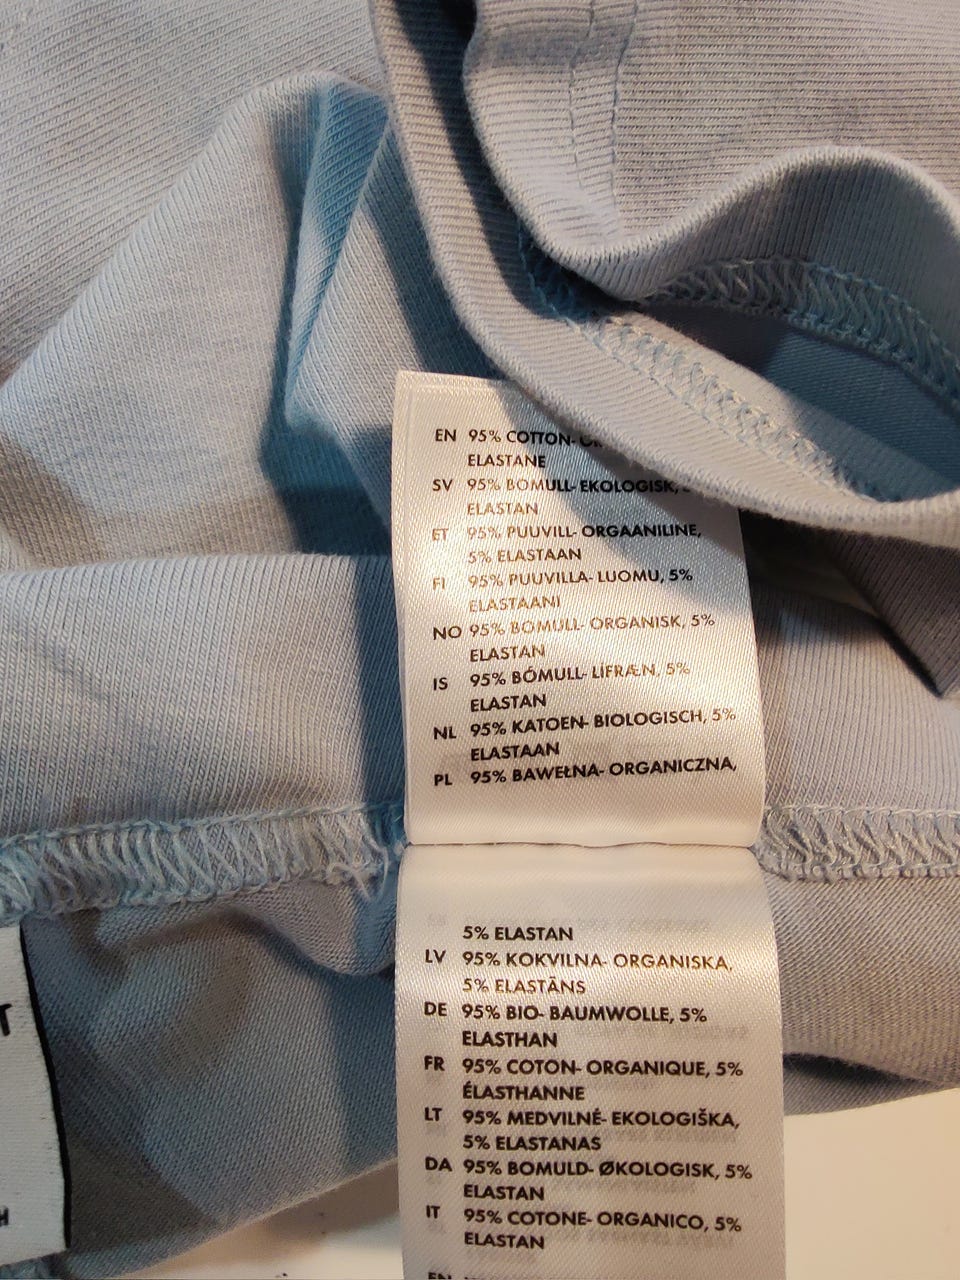 EN 95% COTTON-
ELASTANE
SV 95% BOMULL- EKOLOGISK,
ELASTAN
ET 95% PUUVILL- ORGAANILINE,
5% ELASTAAN
FI 95% PUUVILLA- LUOMU, 5%
ELASTAANI
NO 95% BOMULL- ORGANISK, 5%
ELASTAN
IS 95% BÓMULL- LÍFRÆN, 5%
ELASTAN
NL 95% KATOEN- BIOLOGISCH, 5%
ELASTAAN
PL 95% BAWEŁNA- ORGANICZNA,
5% ELASTAN
LV 95% KOKVILNA- ORGANISKA,
5% ELASTĀNS
DE 95% BIO- BAUMWOLLE, 5%
ELASTHAN
FR 95% COTON- ORGANIQUE, 5%
ÉLASTHANNE
LT 95% MEDVILNĖ- EKOLOGIŠKA,
5% ELASTANAS
DA 95% BOMULD- ØKOLOGISK, 5%
ELASTAN
IT 95% COTONE- ORGANICO, 5%
ELASTAN
T
H